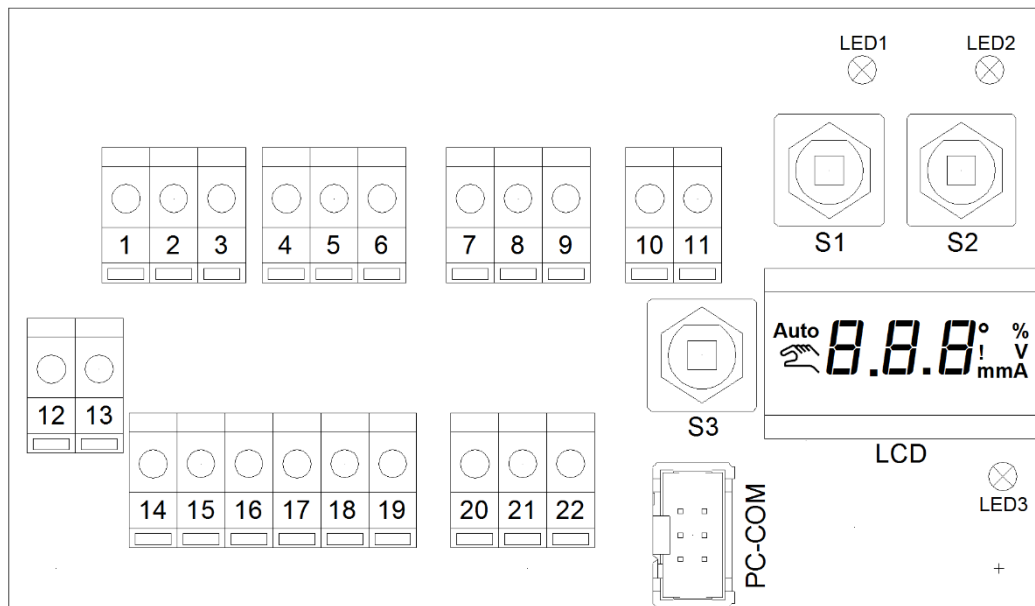 LED1 LED2
1 2 3 4 5 6 7 8 9 10 11
S1 S2
Auto 8.8.8 ° %
! V
mmA
12 13
S3
LCD
14 15 16 17 18 19 20 21 22
PC-COM
LED3